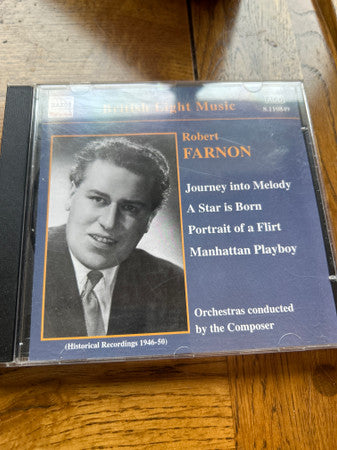 British Light Music
Robert
FARNON
Journey into Melody
A Star is Born
Portrait of a Flirt
Manhattan Playboy
Orchestras conducted
by the Composer
(Historical Recordings 1946-50)